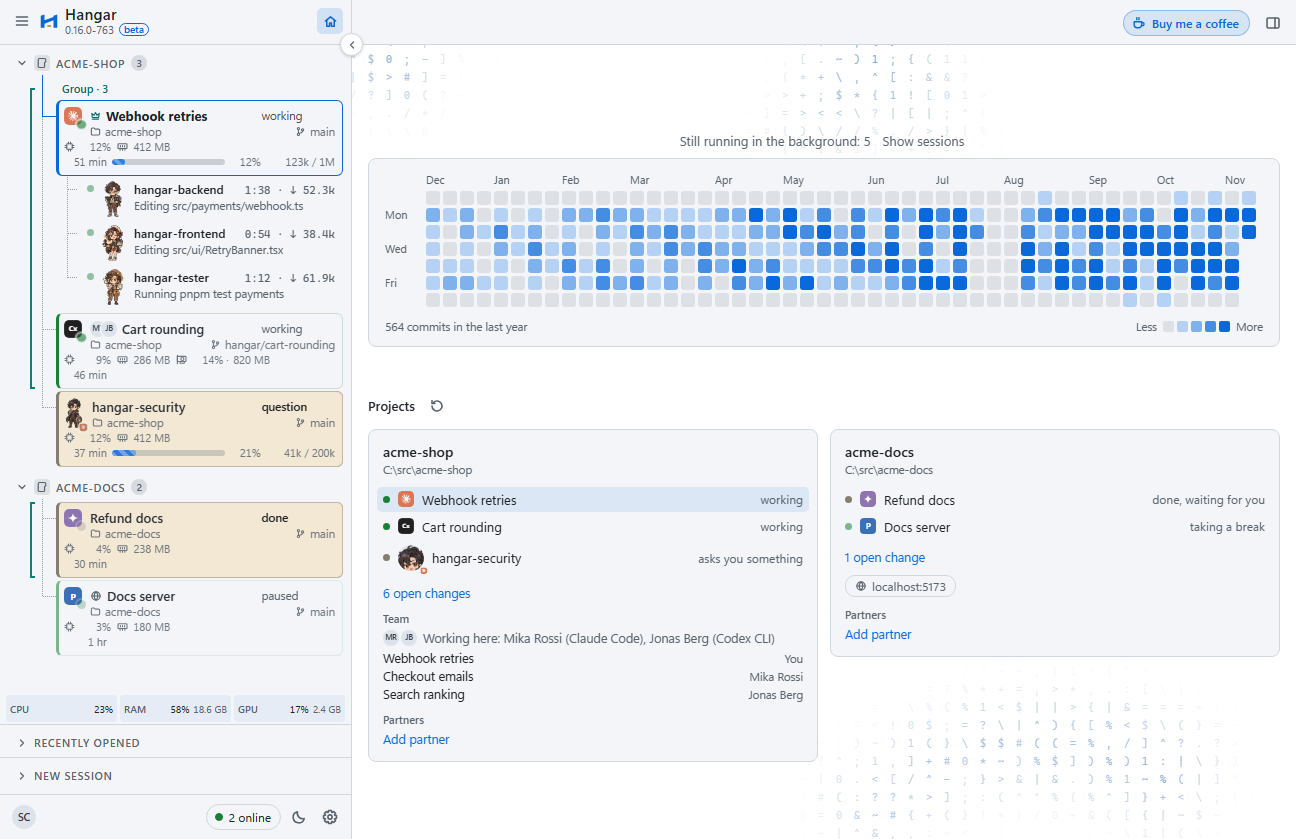 Hangar
0.16.0-763 beta
Buy me a coffee
ACME-SHOP 3
Group · 3
Webhook retries working
acme-shop main
12% 412 MB
51 min 12% 123k / 1M
hangar-backend 1:38 · ↓ 52.3k
Editing src/payments/webhook.ts
hangar-frontend 0:54 · ↓ 38.4k
Editing src/ui/RetryBanner.tsx
hangar-tester 1:12 · ↓ 61.9k
Running pnpm test payments
Cx M JB Cart rounding working
acme-shop hangar/cart-rounding
9% 286 MB 14% · 820 MB
46 min
hangar-security question
acme-shop main
12% 412 MB
37 min 21% 41k / 200k
ACME-DOCS 2
Refund docs done
acme-docs main
4% 238 MB
30 min
P Docs server paused
acme-docs main
3% 180 MB
1 hr
CPU 23% RAM 58% 18.6 GB GPU 17% 2.4 GB
RECENTLY OPENED
NEW SESSION
SC 2 online
Still running in the background: 5 Show sessions
Dec Jan Feb Mar Apr May Jun Jul Aug Sep Oct Nov
Mon
Wed
Fri
564 commits in the last year Less More
Projects
acme-shop
C:\src\acme-shop
Webhook retries working
Cx Cart rounding working
hangar-security asks you something
6 open changes
Team
MR JB Working here: Mika Rossi (Claude Code), Jonas Berg (Codex CLI)
Webhook retries You
Checkout emails Mika Rossi
Search ranking Jonas Berg
Partners
Add partner
acme-docs
C:\src\acme-docs
Refund docs done, waiting for you
P Docs server taking a break
1 open change
localhost:5173
Partners
Add partner